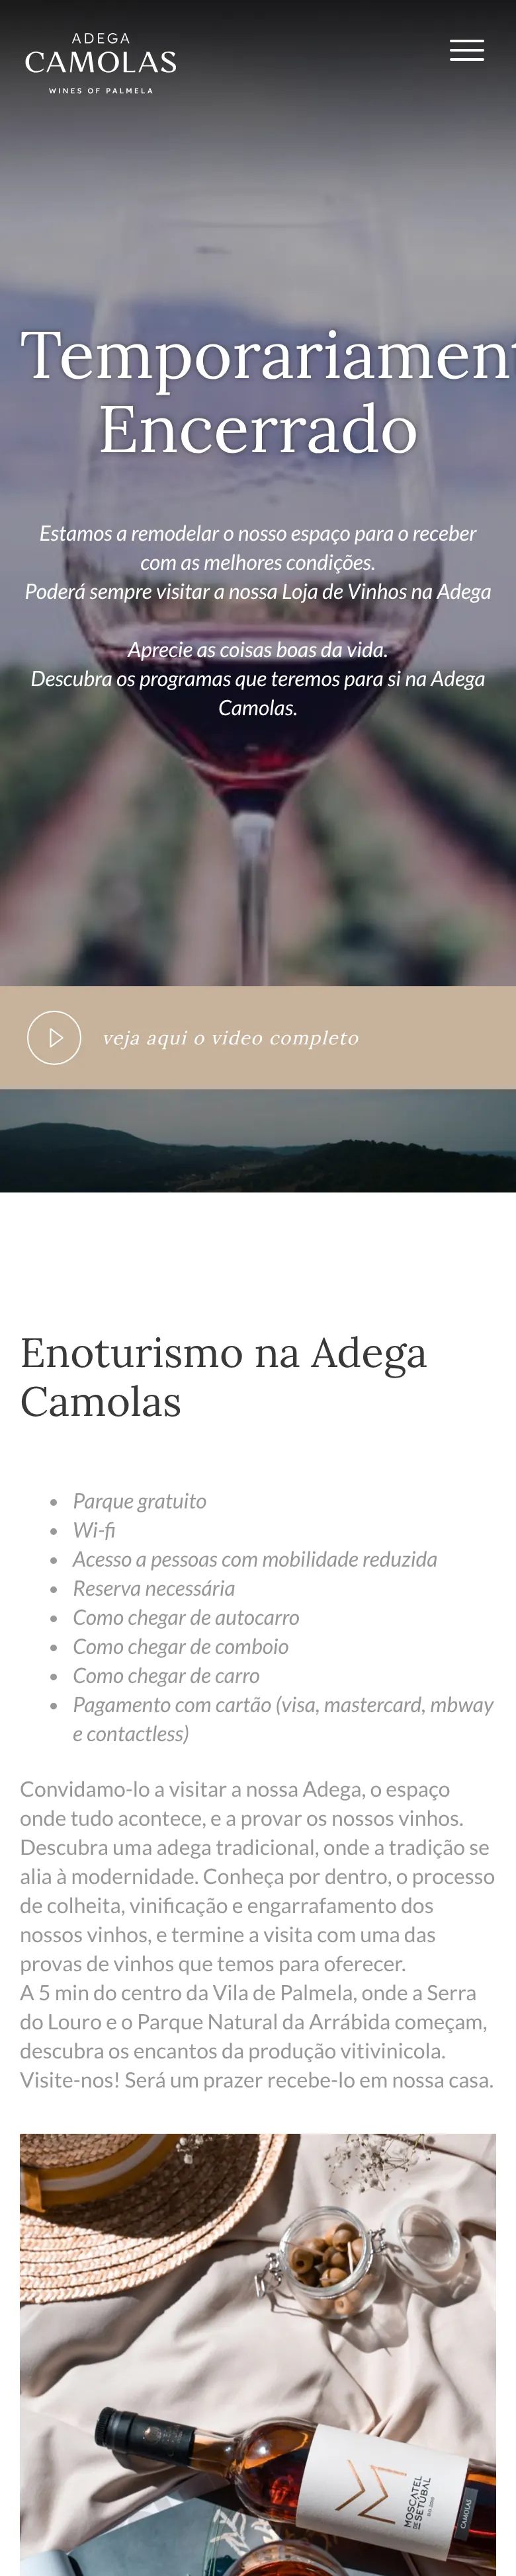 ADEGA
CAMOLAS
WINES OF PALMELA
Temporariament
Encerrado
Estamos a remodelar o nosso espaço para o receber
com as melhores condições.
Poderá sempre visitar a nossa Loja de Vinhos na Adega
Aprecie as coisas boas da vida.
Descubra os programas que teremos para si na Adega
Camolas.
veja aqui o video completo
Enoturismo na Adega
Camolas
• Parque gratuito
• Wi-fi
• Acesso a pessoas com mobilidade reduzida
• Reserva necessária
• Como chegar de autocarro
• Como chegar de comboio
• Como chegar de carro
• Pagamento com cartão (visa, mastercard, mbway
e contactless)
Convidamo-lo a visitar a nossa Adega, o espaço
onde tudo acontece, e a provar os nossos vinhos.
Descubra uma adega tradicional, onde a tradição se
alia à modernidade. Conheça por dentro, o processo
de colheita, vinificação e engarrafamento dos
nossos vinhos, e termine a visita com uma das
provas de vinhos que temos para oferecer.
A 5 min do centro da Vila de Palmela, onde a Serra
do Louro e o Parque Natural da Arrábida começam,
descubra os encantos da produção vitivinicola.
Visite-nos! Será um prazer recebe-lo em nossa casa.
MOSCATEL
DE SETÚBAL
CAMOLAS